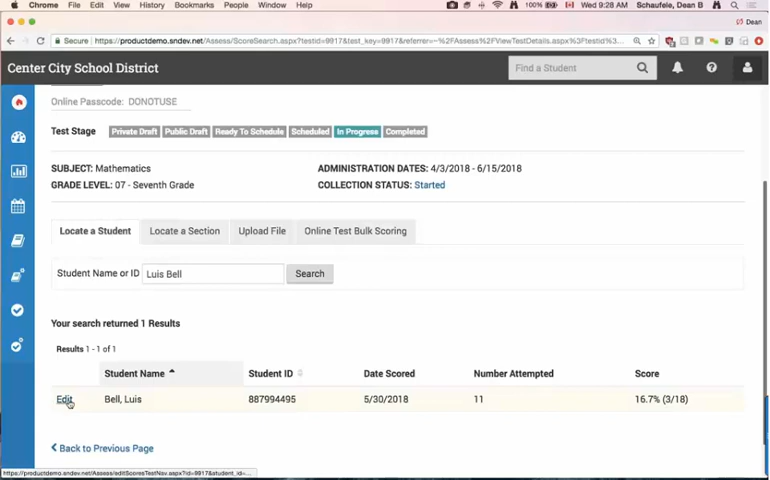 Chrome File Edit View History Bookmarks People Window Help 100% Wed 9:28 AM Schaufele, Dean B
Dean
Secure https://productdemo.sndev.net/Assess/ScoreSearch.aspx?testid=9917&test_key=9917&referrer=~%2FAssess%2FViewTestDetails.aspx%3Ftestid%3...
Center City School District
Find a Student
Online Passcode: DONOTUSE
Test Stage Private Draft Public Draft Ready To Schedule Scheduled In Progress Completed
SUBJECT: Mathematics ADMINISTRATION DATES: 4/3/2018 - 6/15/2018
GRADE LEVEL: 07 - Seventh Grade COLLECTION STATUS: Started
Locate a Student Locate a Section Upload File Online Test Bulk Scoring
Student Name or ID Luis Bell Search
Your search returned 1 Results
Results 1 - 1 of 1
Student Name Student ID Date Scored Number Attempted Score
Edit Bell, Luis 887994495 5/30/2018 11 16.7% (3/18)
Back to Previous Page
https://productdemo.sndev.net/Assess/editScoresTestNav.aspx?id=9917&student_id=...